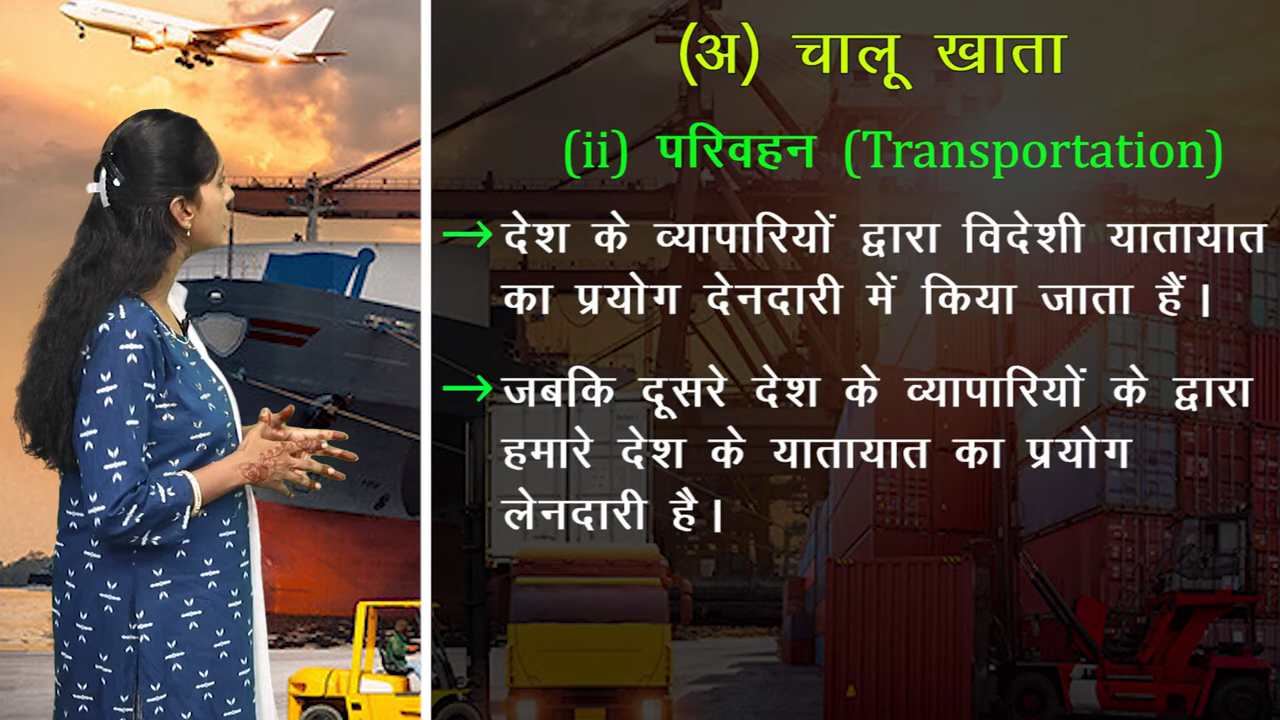 (अ) चालू खाता
(ii) परिवहन (Transportation)
→ देश के व्यापारियों द्वारा विदेशी यातायात
का प्रयोग देनदारी में किया जाता हैं।
→ जबकि दूसरे देश के व्यापारियों के द्वारा
हमारे देश के यातायात का प्रयोग
लेनदारी है।